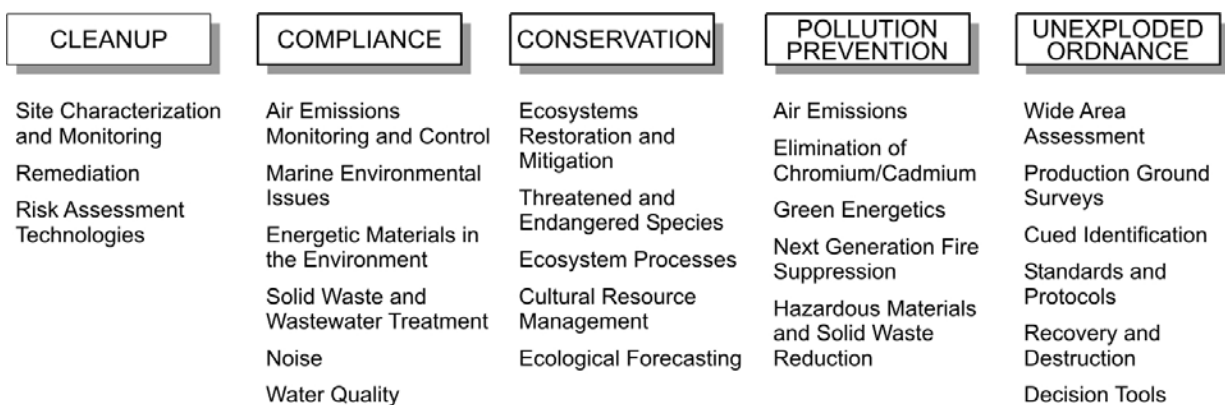 CLEANUP
Site Characterization
and Monitoring
Remediation
Risk Assessment
Technologies
COMPLIANCE
Air Emissions
Monitoring and Control
Marine Environmental
Issues
Energetic Materials in
the Environment
Solid Waste and
Wastewater Treatment
Noise
Water Quality
CONSERVATION
Ecosystems
Restoration and
Mitigation
Threatened and
Endangered Species
Ecosystem Processes
Cultural Resource
Management
Ecological Forecasting
POLLUTION
PREVENTION
Air Emissions
Elimination of
Chromium/Cadmium
Green Energetics
Next Generation Fire
Suppression
Hazardous Materials
and Solid Waste
Reduction
UNEXPLODED
ORDNANCE
Wide Area
Assessment
Production Ground
Surveys
Cued Identification
Standards and
Protocols
Recovery and
Destruction
Decision Tools